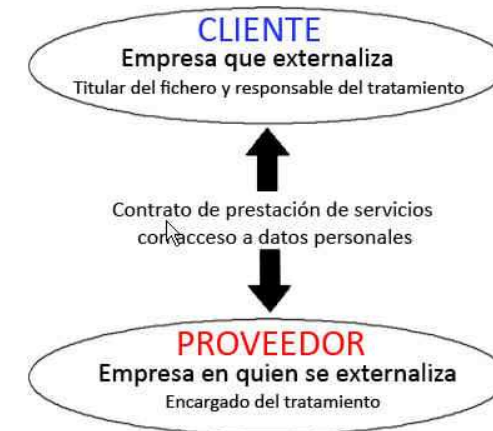 CLIENTE
Empresa que externaliza
Titular del fichero y responsable del tratamiento
Contrato de prestación de servicios
con acceso a datos personales
PROVEEDOR
Empresa en quien se externaliza
Encargado del tratamiento